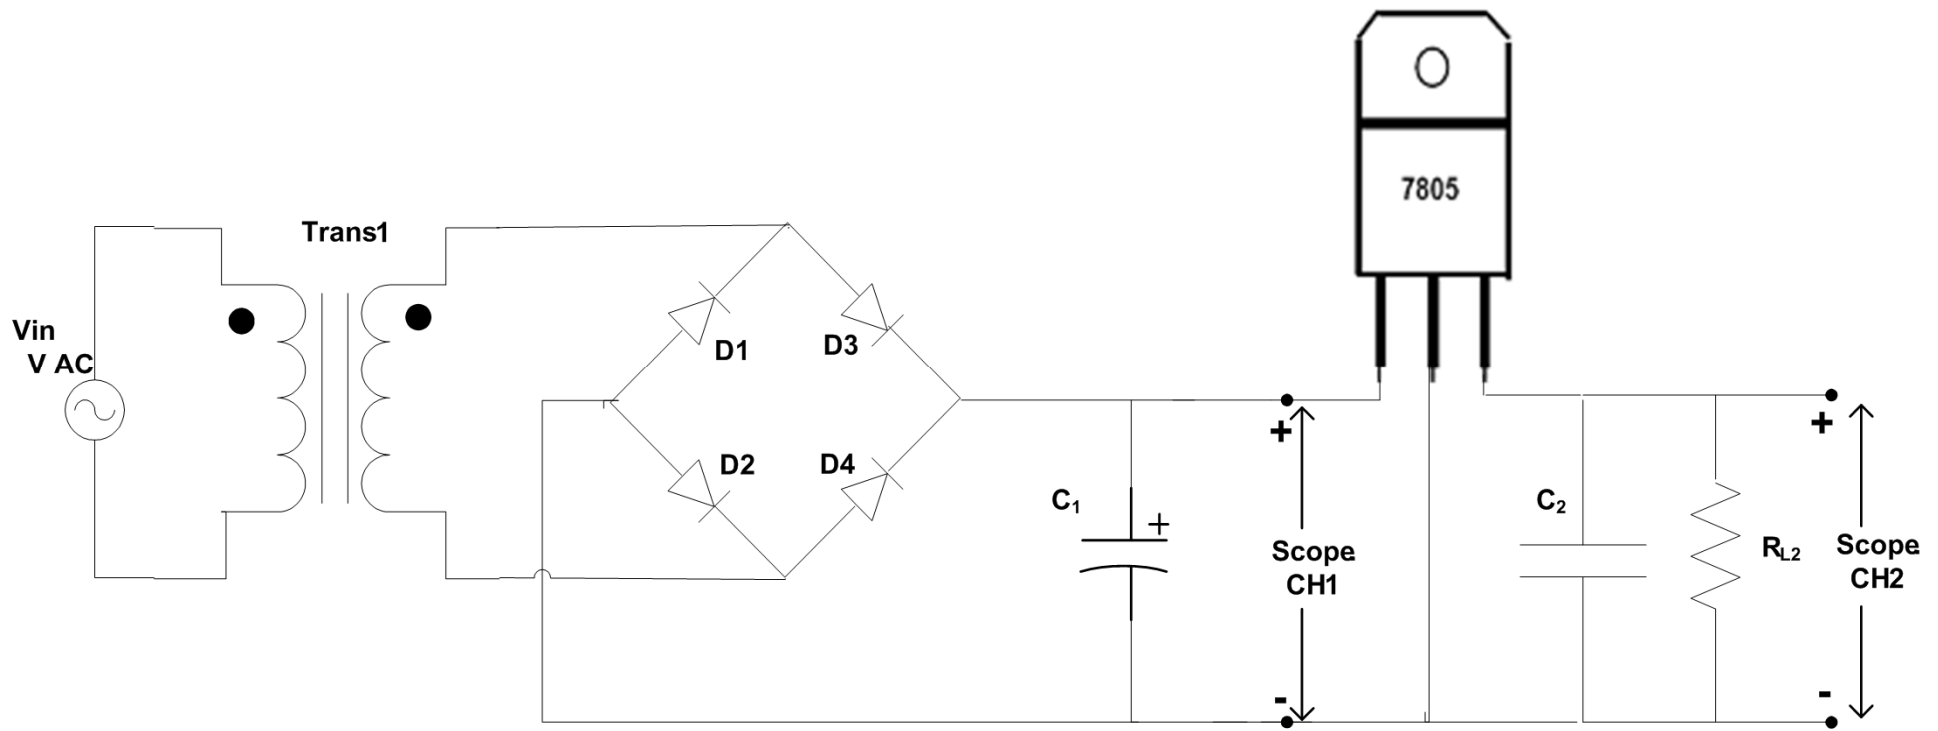 7805
Trans1
Vin
V AC
D1
D3
D2
D4
+
+
C1
+
C2
Scope
CH1
RL2
Scope
CH2
-
-